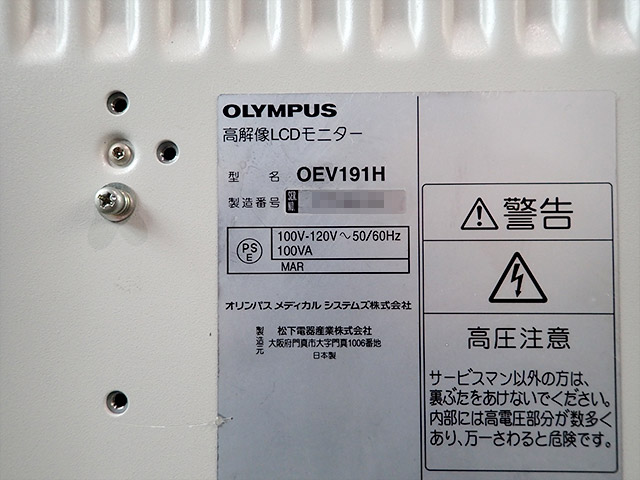 OLYMPUS
高解像LCDモニター
型 名 OEV191H
製造番号 SER. NO.
PS E
100V-120V～50/60Hz
100VA
MAR
オリンパス メディカル システムズ株式会社
製造元
松下電器産業株式会社
大阪府門真市大字門真1006番地
日本製
警告
高圧注意
サービスマン以外の方は、
裏ぶたをあけないでください。
内部には高電圧部分が数多く
あり、万一さわると危険です。